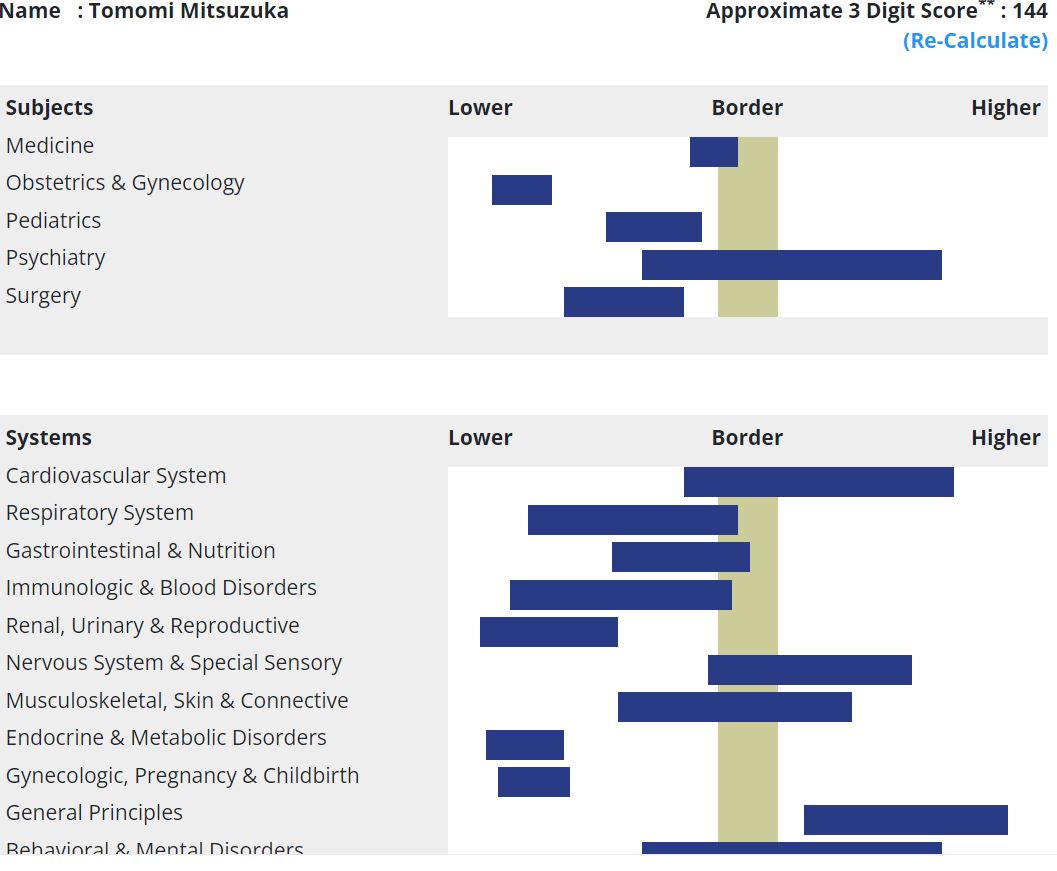 Name : Tomomi Mitsuzuka
Approximate 3 Digit Score** : 144
(Re-Calculate)
Subjects Lower Border Higher
Medicine
Obstetrics & Gynecology
Pediatrics
Psychiatry
Surgery
Systems Lower Border Higher
Cardiovascular System
Respiratory System
Gastrointestinal & Nutrition
Immunologic & Blood Disorders
Renal, Urinary & Reproductive
Nervous System & Special Sensory
Musculoskeletal, Skin & Connective
Endocrine & Metabolic Disorders
Gynecologic, Pregnancy & Childbirth
General Principles
Behavioral & Mental Disorders